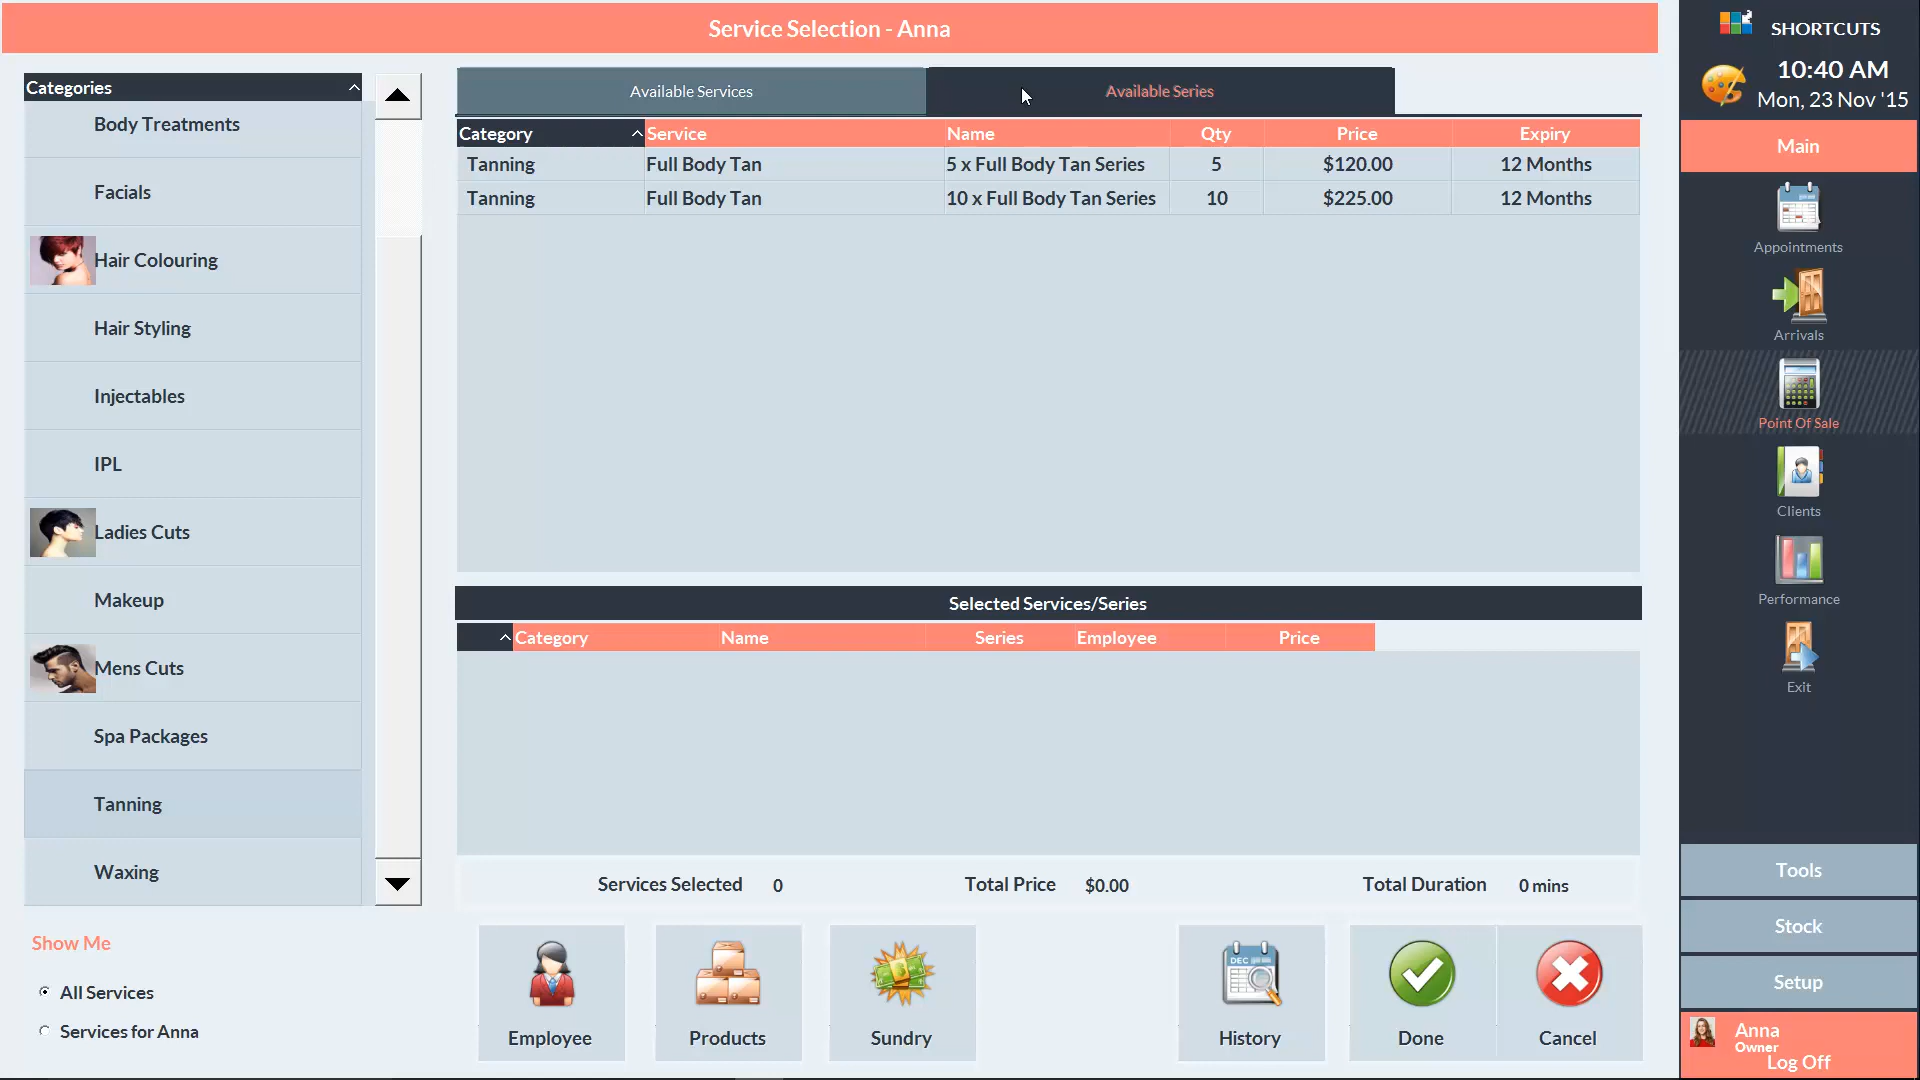 Service Selection - Anna
SHORTCUTS
10:40 AM
Mon, 23 Nov '15
Categories
Body Treatments
Facials
Hair Colouring
Hair Styling
Injectables
IPL
Ladies Cuts
Makeup
Mens Cuts
Spa Packages
Tanning
Waxing
Show Me
All Services
Services for Anna
Available Services Available Series
Category Service Name Qty Price Expiry
Tanning Full Body Tan 5 x Full Body Tan Series 5 $120.00 12 Months
Tanning Full Body Tan 10 x Full Body Tan Series 10 $225.00 12 Months
Selected Services/Series
Category Name Series Employee Price
Services Selected 0 Total Price $0.00 Total Duration 0 mins
Employee Products Sundry DEC History Done Cancel
Main
Appointments
Arrivals
Point Of Sale
Clients
Performance
Exit
Tools
Stock
Setup
Anna
Owner
Log Off